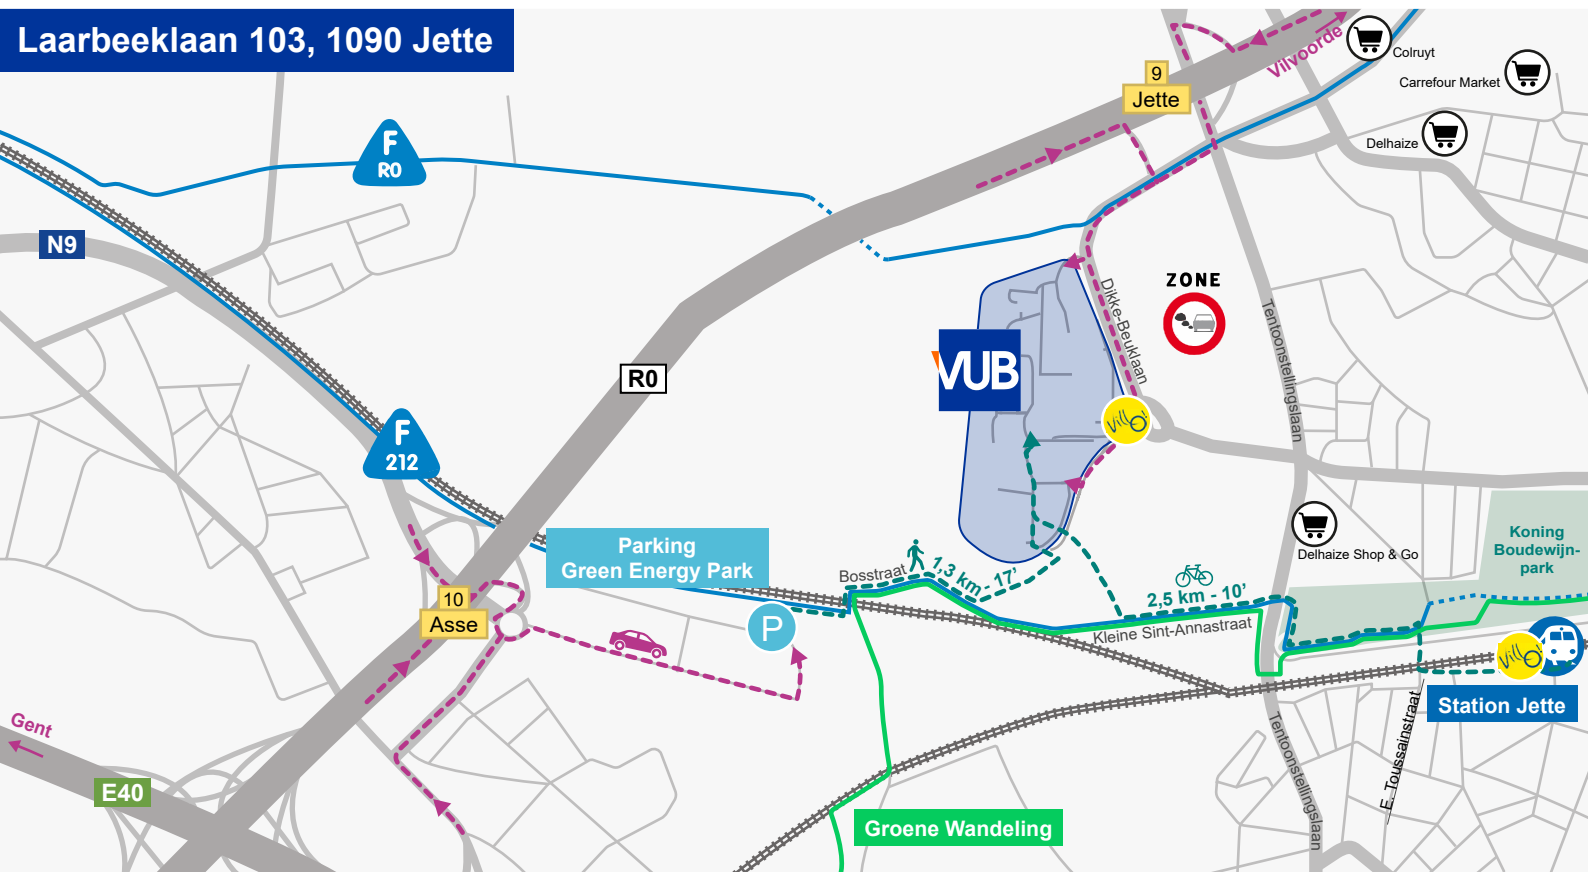 Laarbeeklaan 103, 1090 Jette
Vilvoorde
Colruyt
Carrefour Market
9
Jette
Delhaize
F
R0
N9
ZONE
Dikke-Beuklaan
Tentoonstellingslaan
R0
VUB
Villo!
F
212
Delhaize Shop & Go
Koning
Boudewijn-
park
Parking
Green Energy Park
Bosstraat
1,3 km - 17'
2,5 km - 10'
10
Asse
P
Kleine Sint-Annastraat
Villo!
Station Jette
Gent
E. Toussainstraat
Tentoonstellingslaan
E40
Groene Wandeling